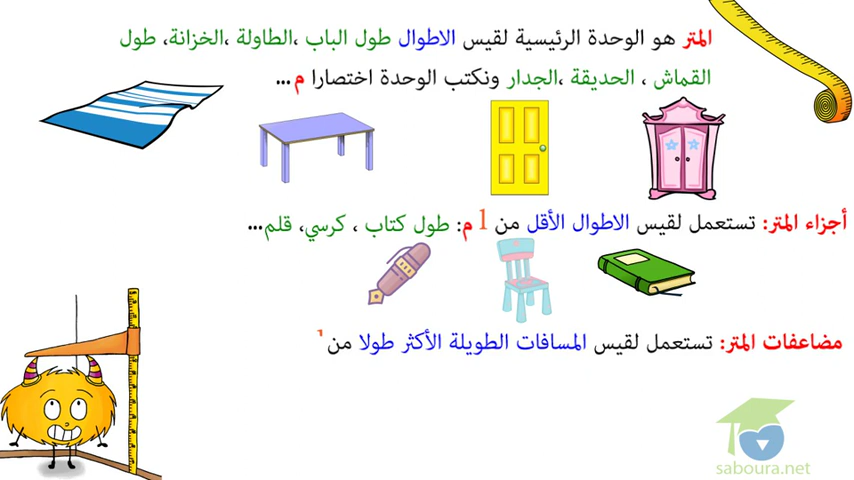 المتر هو الوحدة الرئيسية لقيس الاطوال طول الباب ،الطاولة ،الخزانة، طول
القماش ، الحديقة ،الجدار ونكتب الوحدة اختصارا م...
أجزاء المتر: تستعمل لقيس الاطوال الأقل من 1 م: طول كتاب ، كرسي، قلم...
مضاعفات المتر: تستعمل لقيس المسافات الطويلة الأكثر طولا من 1
saboura.net